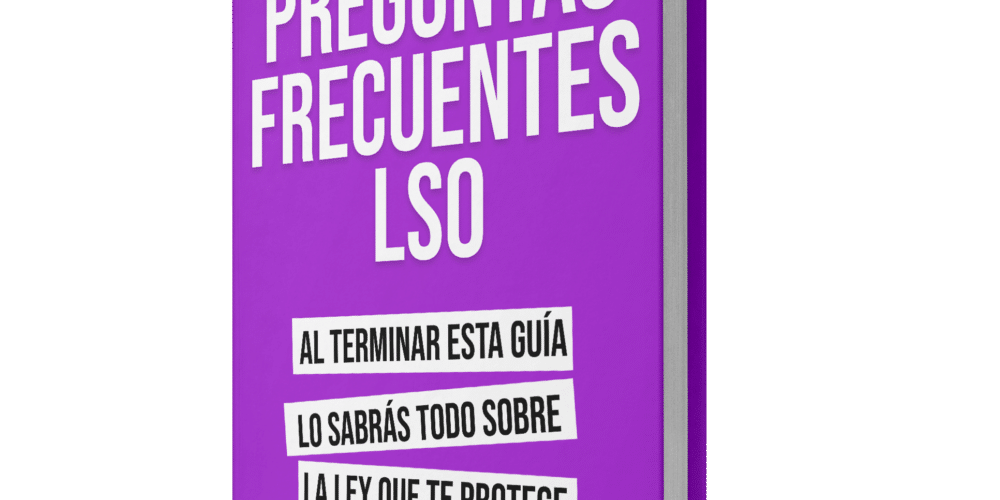 PREGUNTAS
FRECUENTES
LSO
AL TERMINAR ESTA GUÍA
LO SABRÁS TODO SOBRE
LA LEY QUE TE PROTEGE